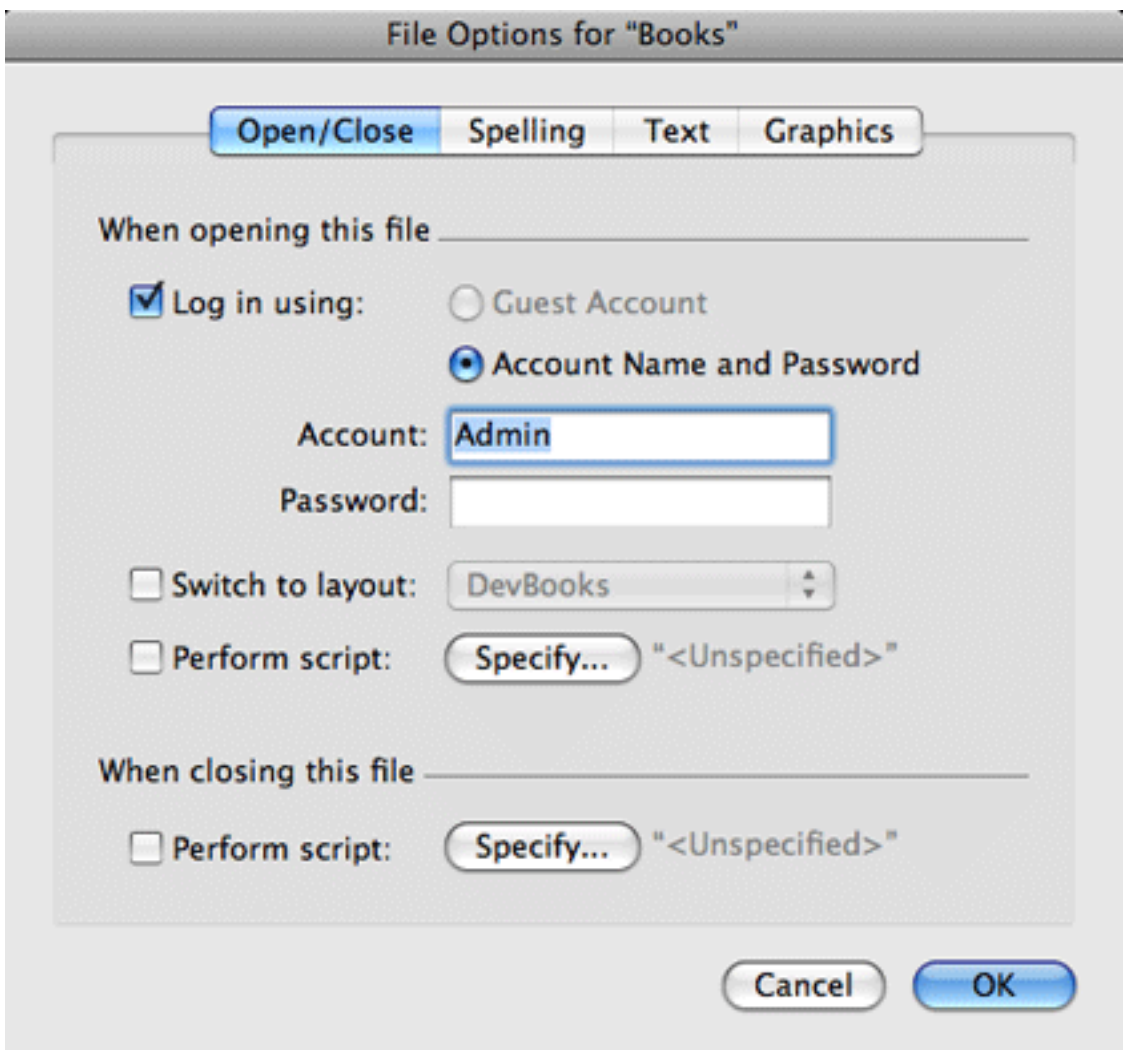 File Options for “Books”
Open/Close Spelling Text Graphics
When opening this file
Log in using: Guest Account
Account Name and Password
Account: Admin
Password:
Switch to layout: DevBooks
Perform script: Specify... “<Unspecified>”
When closing this file
Perform script: Specify... “<Unspecified>”
Cancel OK